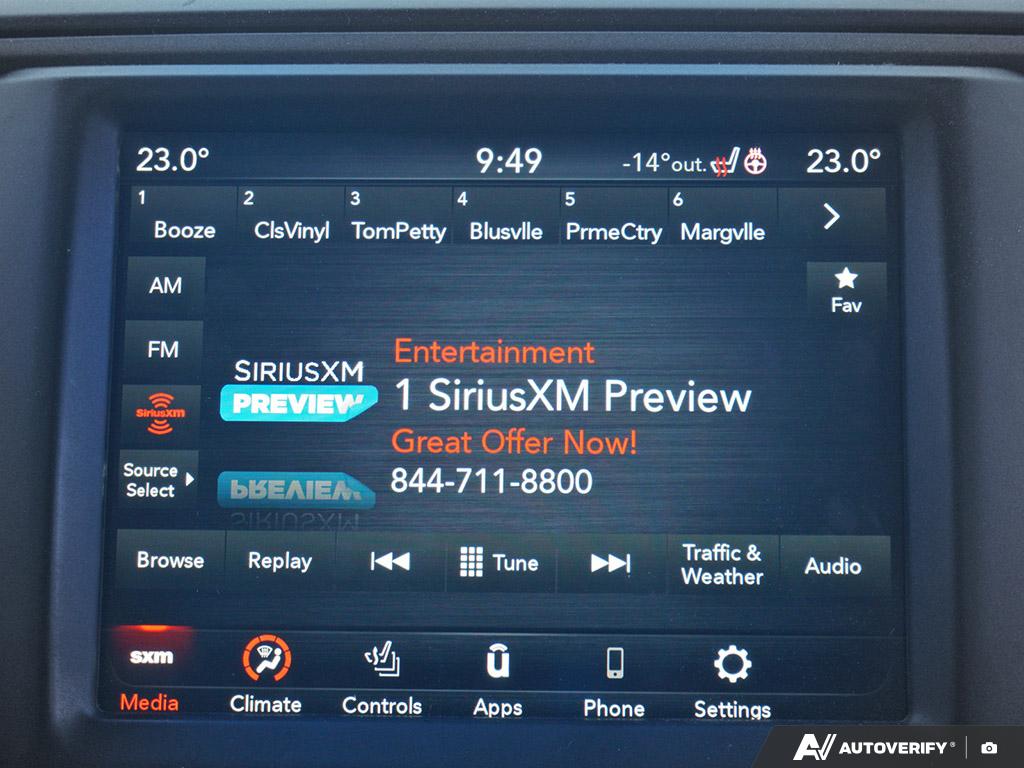 23.0° 9:49 -14°out. 23.0°
1 2 3 4 5 6
Booze ClsVinyl TomPetty Blusvlle PrmeCtry Margvlle
AM
Fav
FM
SiriusXM
Source
Select
SIRIUSXM
PREVIEW
Entertainment
1 SiriusXM Preview
Great Offer Now!
844-711-8800
PREVIEW
SIRIUSXM
Browse Replay Tune Traffic & Weather Audio
sxm
Media Climate Controls Apps Phone Settings
AUTOVERIFY®